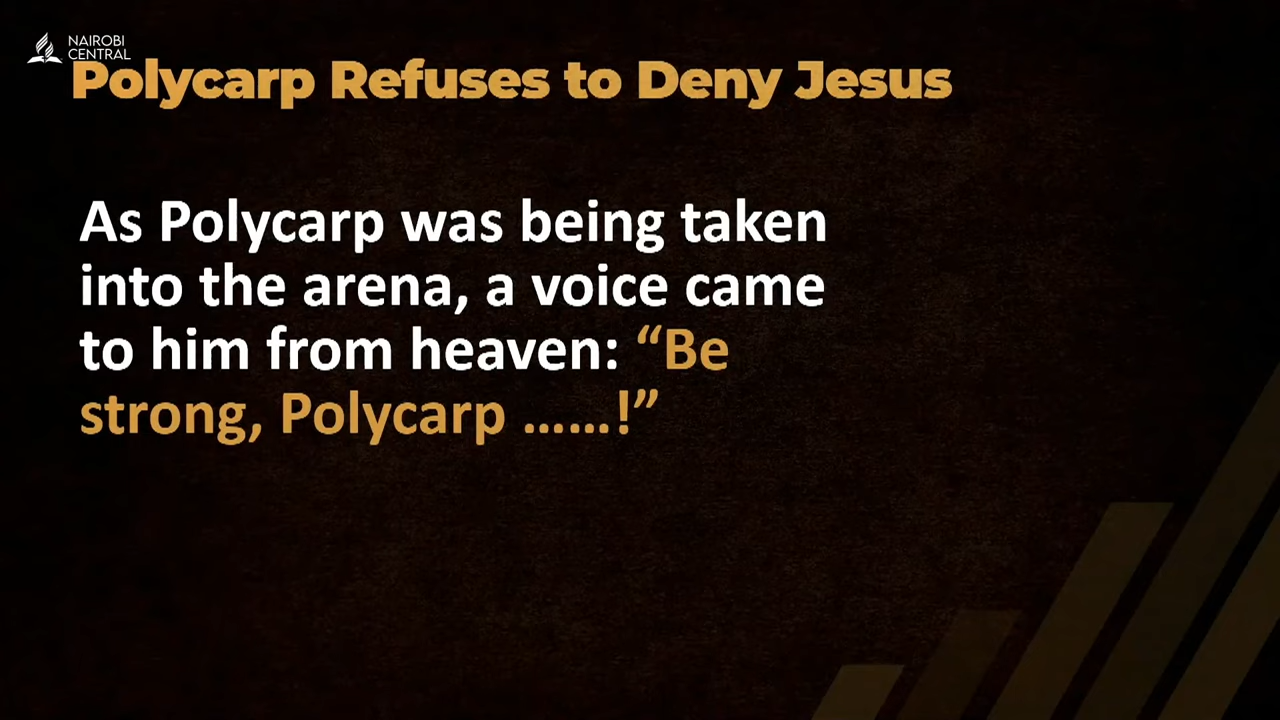 NAIROBI
CENTRAL
Polycarp Refuses to Deny Jesus
As Polycarp was being taken
into the arena, a voice came
to him from heaven: “Be
strong, Polycarp ……!”